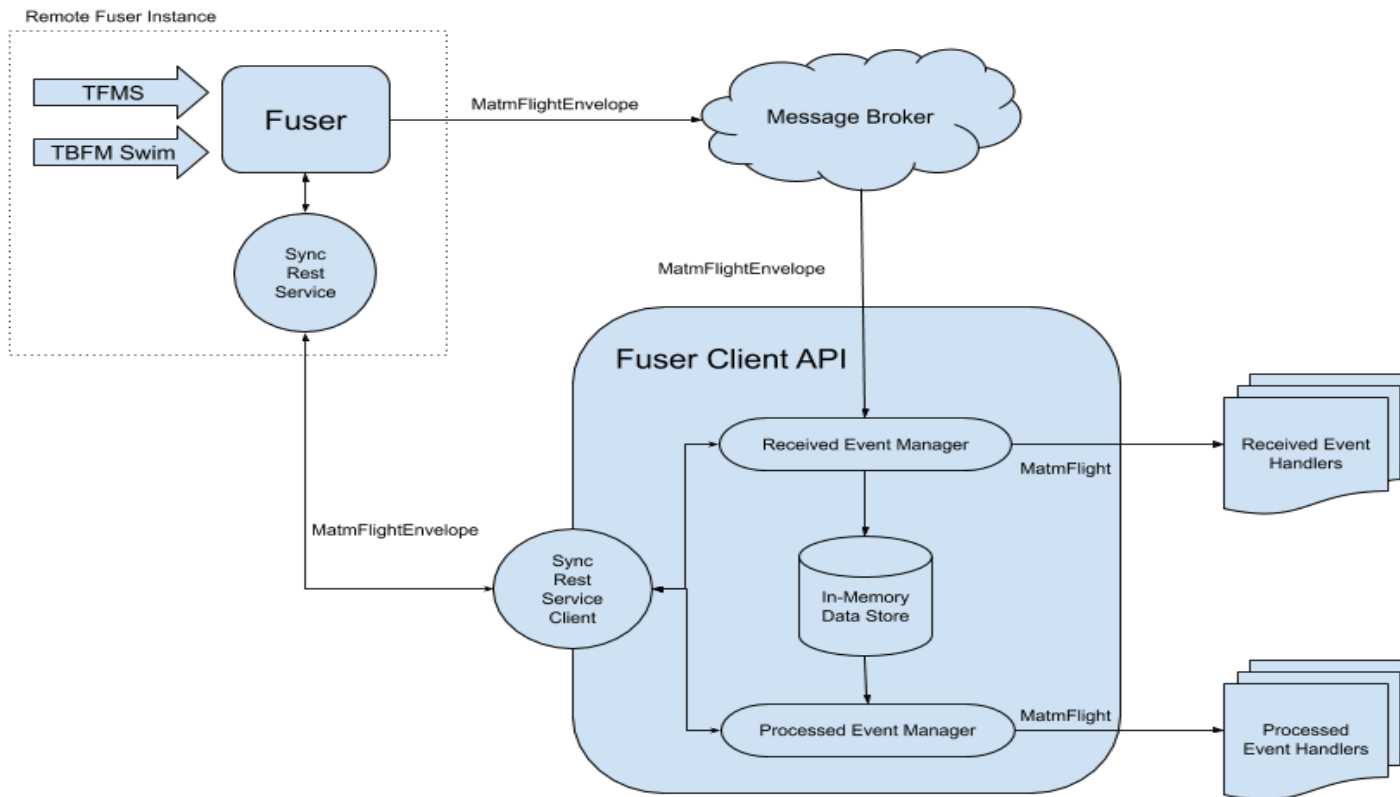 Remote Fuser Instance
TFMS
TBFM Swim
Fuser
MatmFlightEnvelope
Message Broker
Sync
Rest
Service
MatmFlightEnvelope
Fuser Client API
Received Event Manager
MatmFlight
Received Event
Handlers
MatmFlightEnvelope
Sync
Rest
Service
Client
In-Memory
Data Store
Processed Event Manager
MatmFlight
Processed
Event Handlers